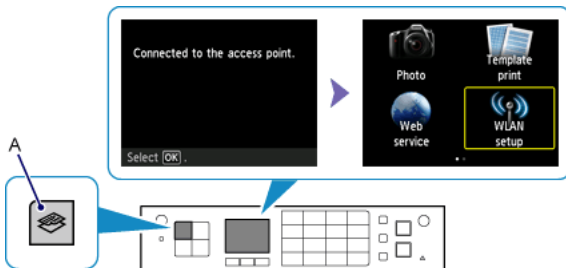 Connected to the access point.
Select OK .
Photo
Template
print
Web
service
WLAN
setup
A